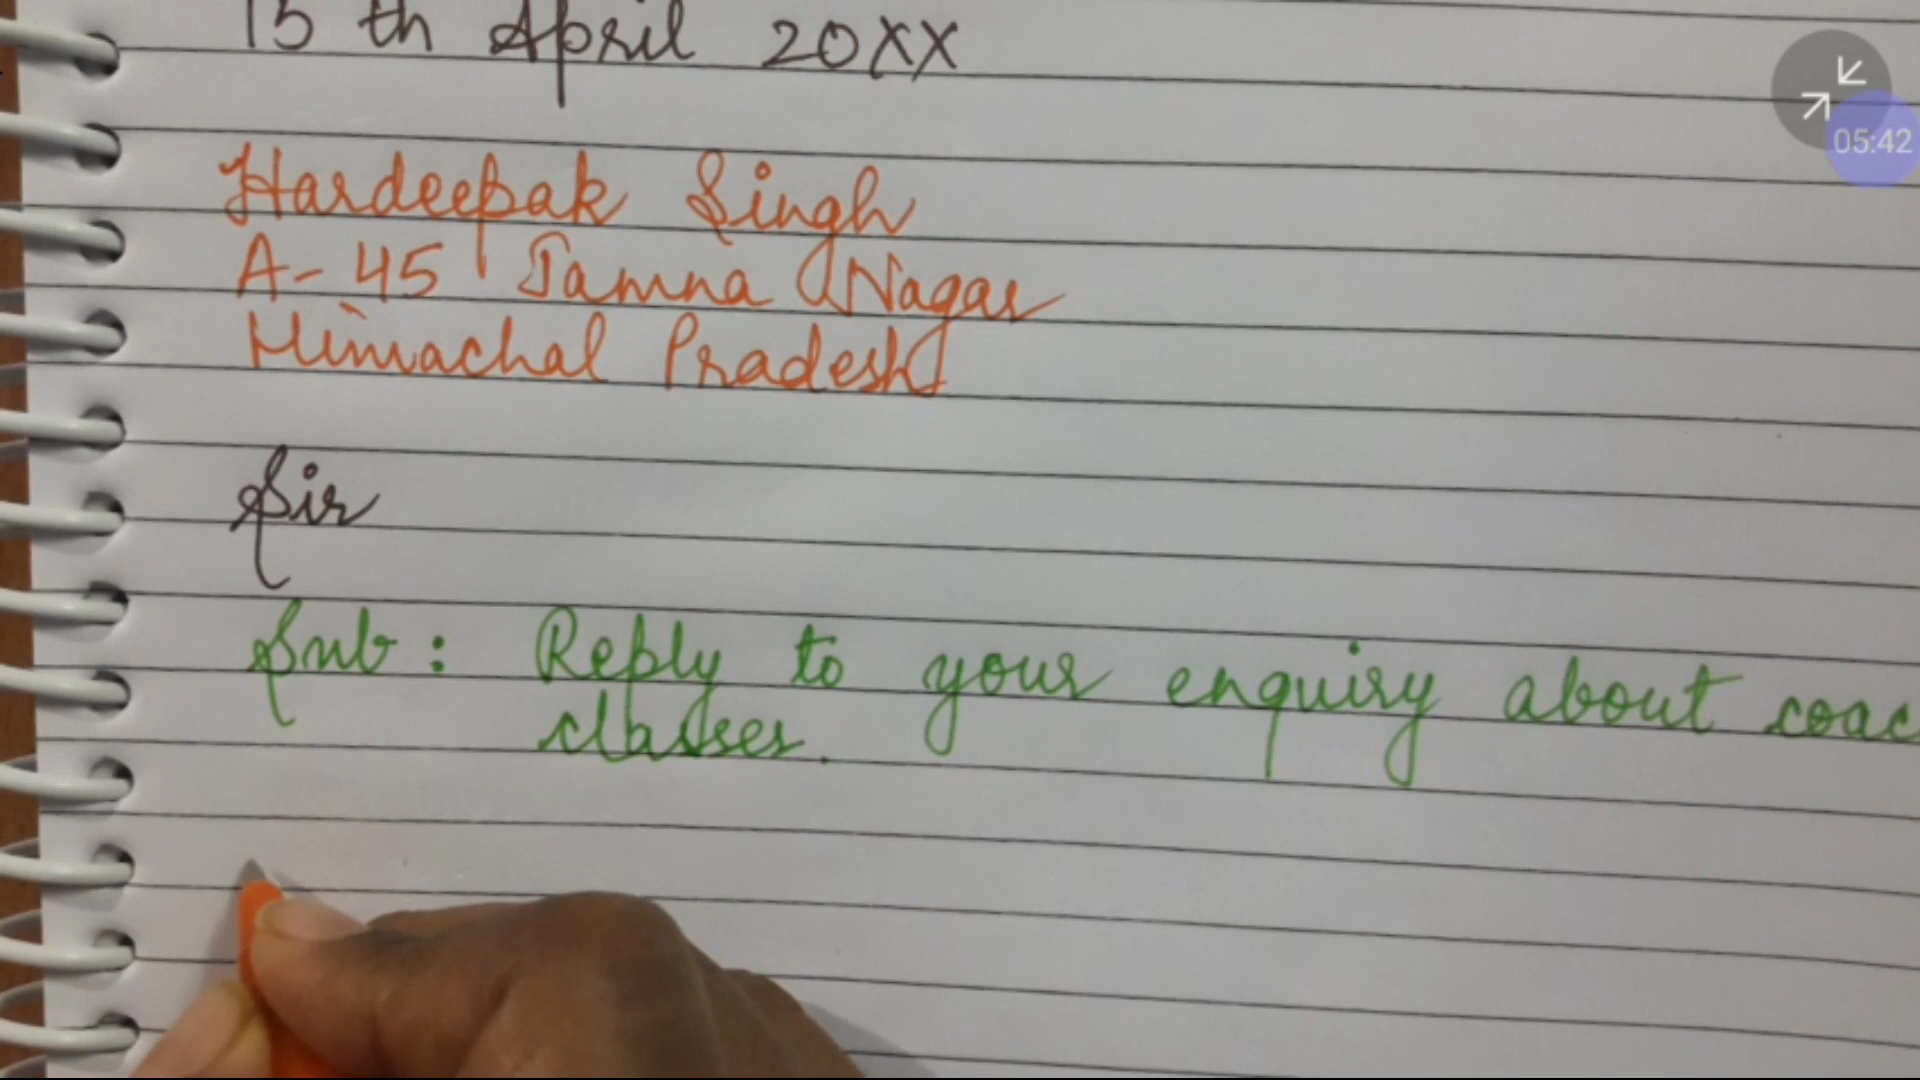 15 th April 20XX
05:42
Hardeepak Singh
A-45 Jamna Nagar
Himachal Pradesh
Sir
Sub: Reply to your enquiry about coac
classes.